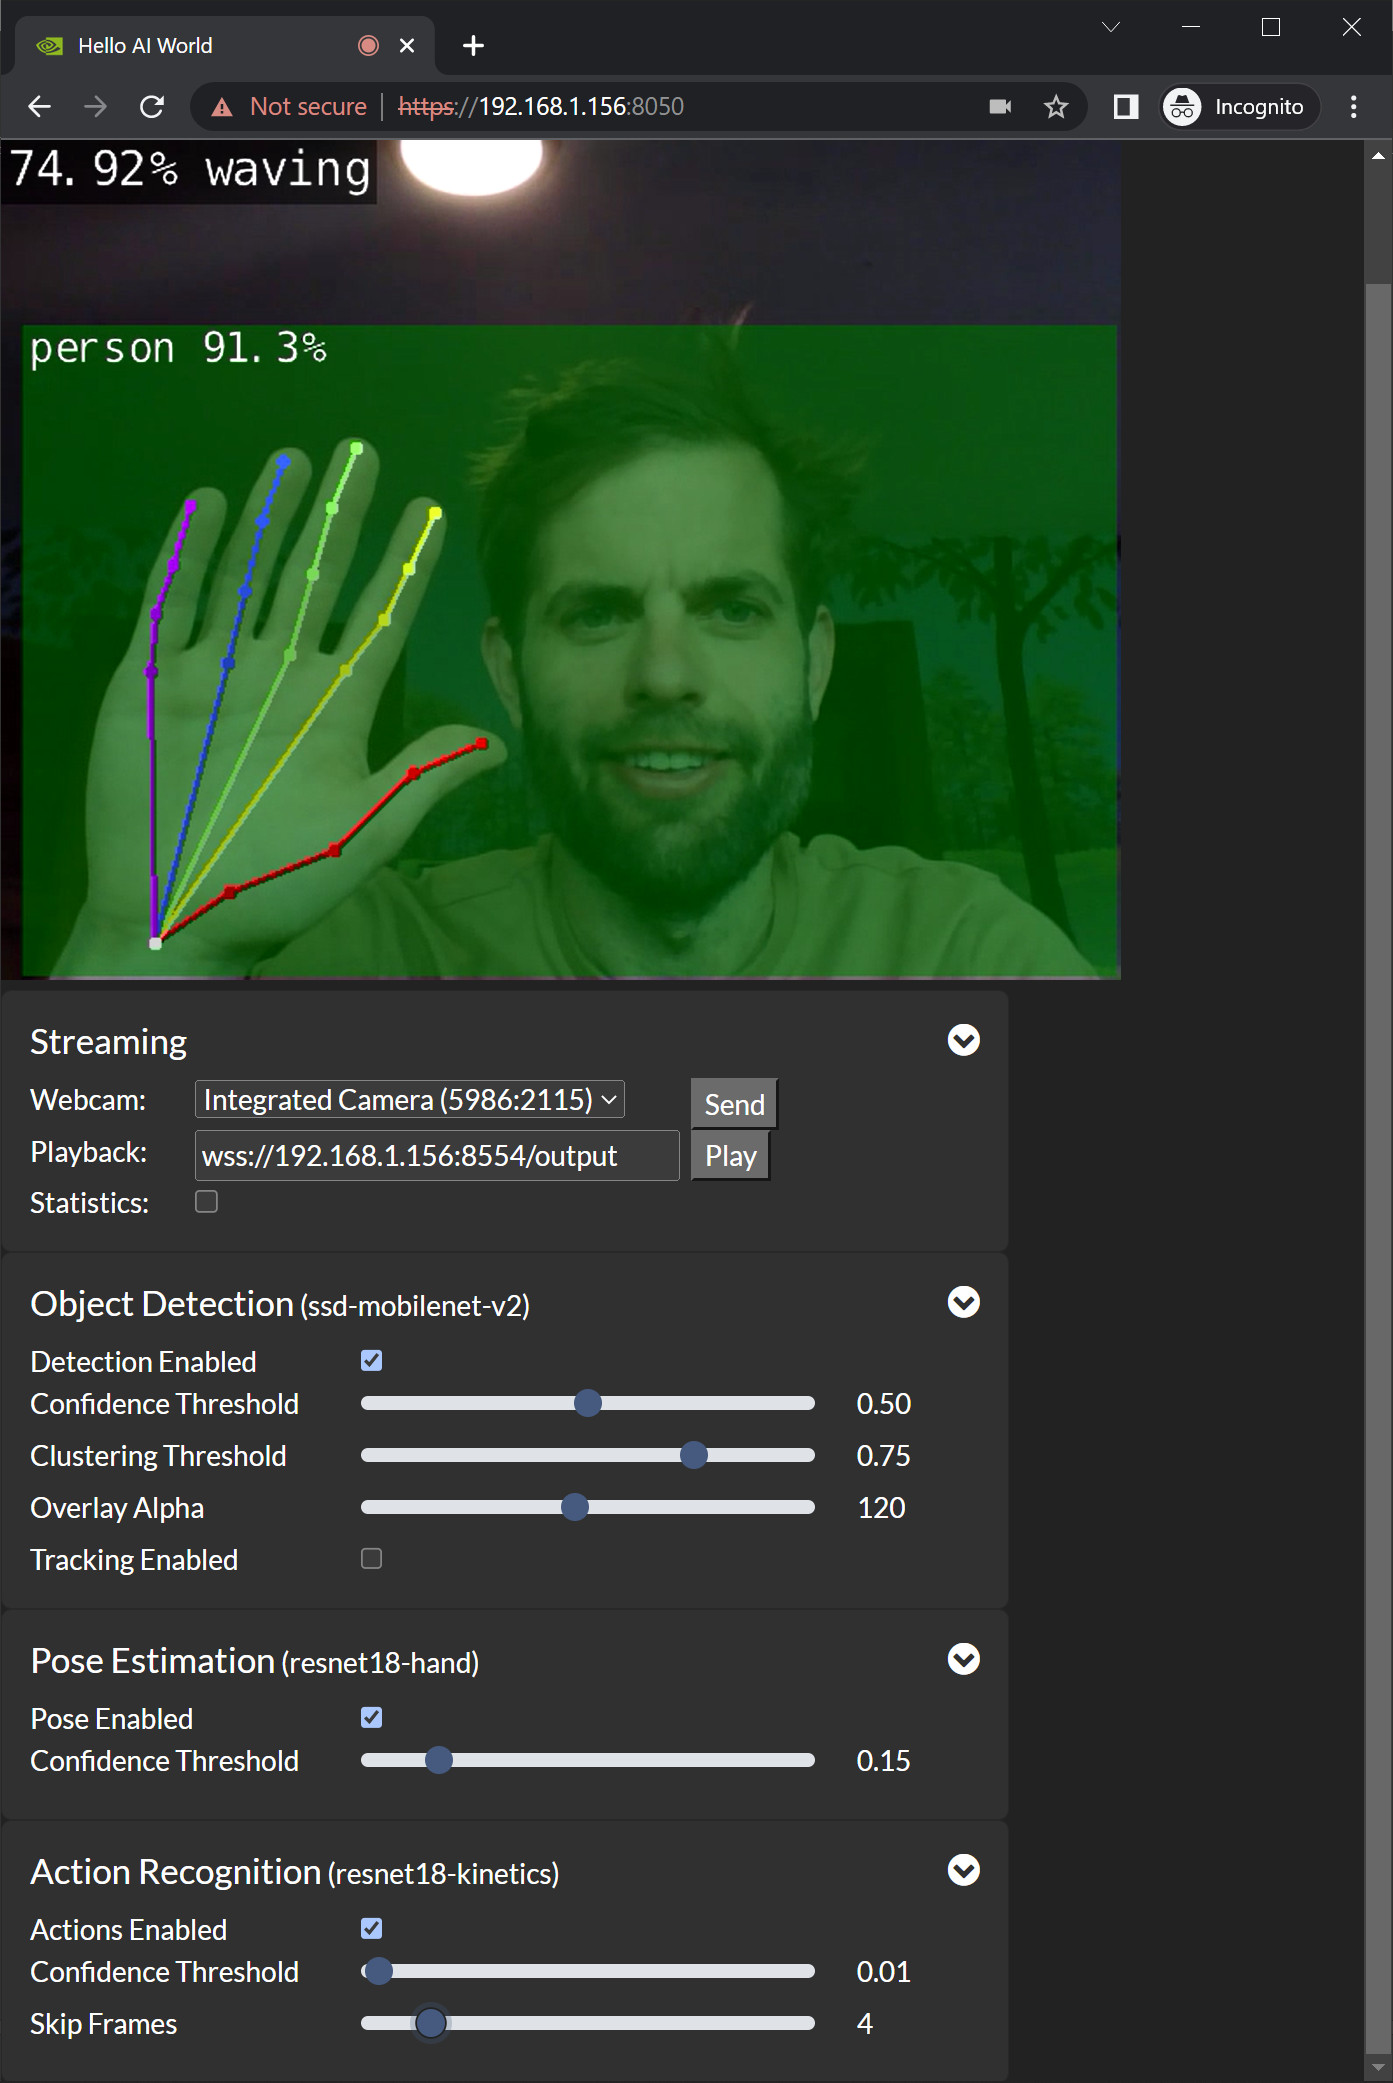 Hello AI World
Not secure https://192.168.1.156:8050 Incognito
74.92% waving
person 91.3%
Streaming
Webcam: Integrated Camera (5986:2115) Send
Playback: wss://192.168.1.156:8554/output Play
Statistics:
Object Detection (ssd-mobilenet-v2)
Detection Enabled
Confidence Threshold 0.50
Clustering Threshold 0.75
Overlay Alpha 120
Tracking Enabled
Pose Estimation (resnet18-hand)
Pose Enabled
Confidence Threshold 0.15
Action Recognition (resnet18-kinetics)
Actions Enabled
Confidence Threshold 0.01
Skip Frames 4